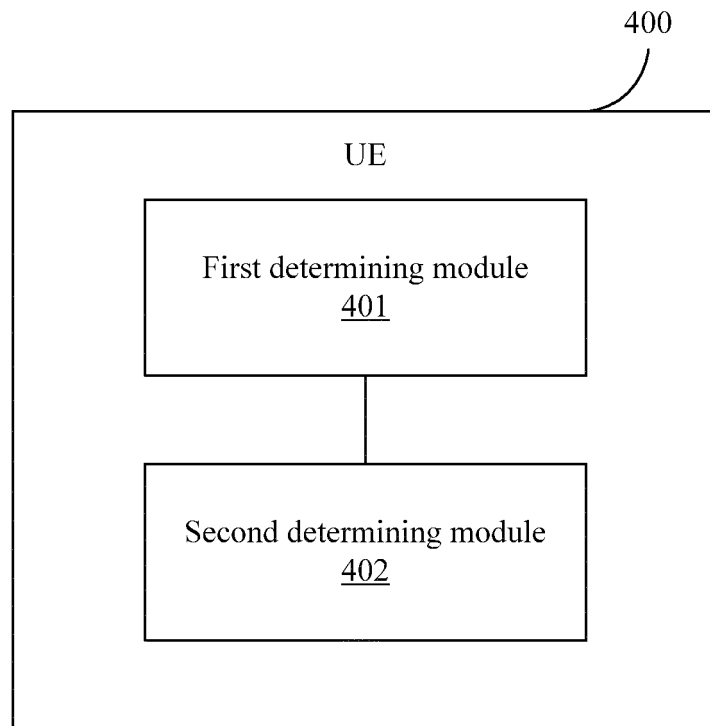 400
UE
First determining module
401
Second determining module
402